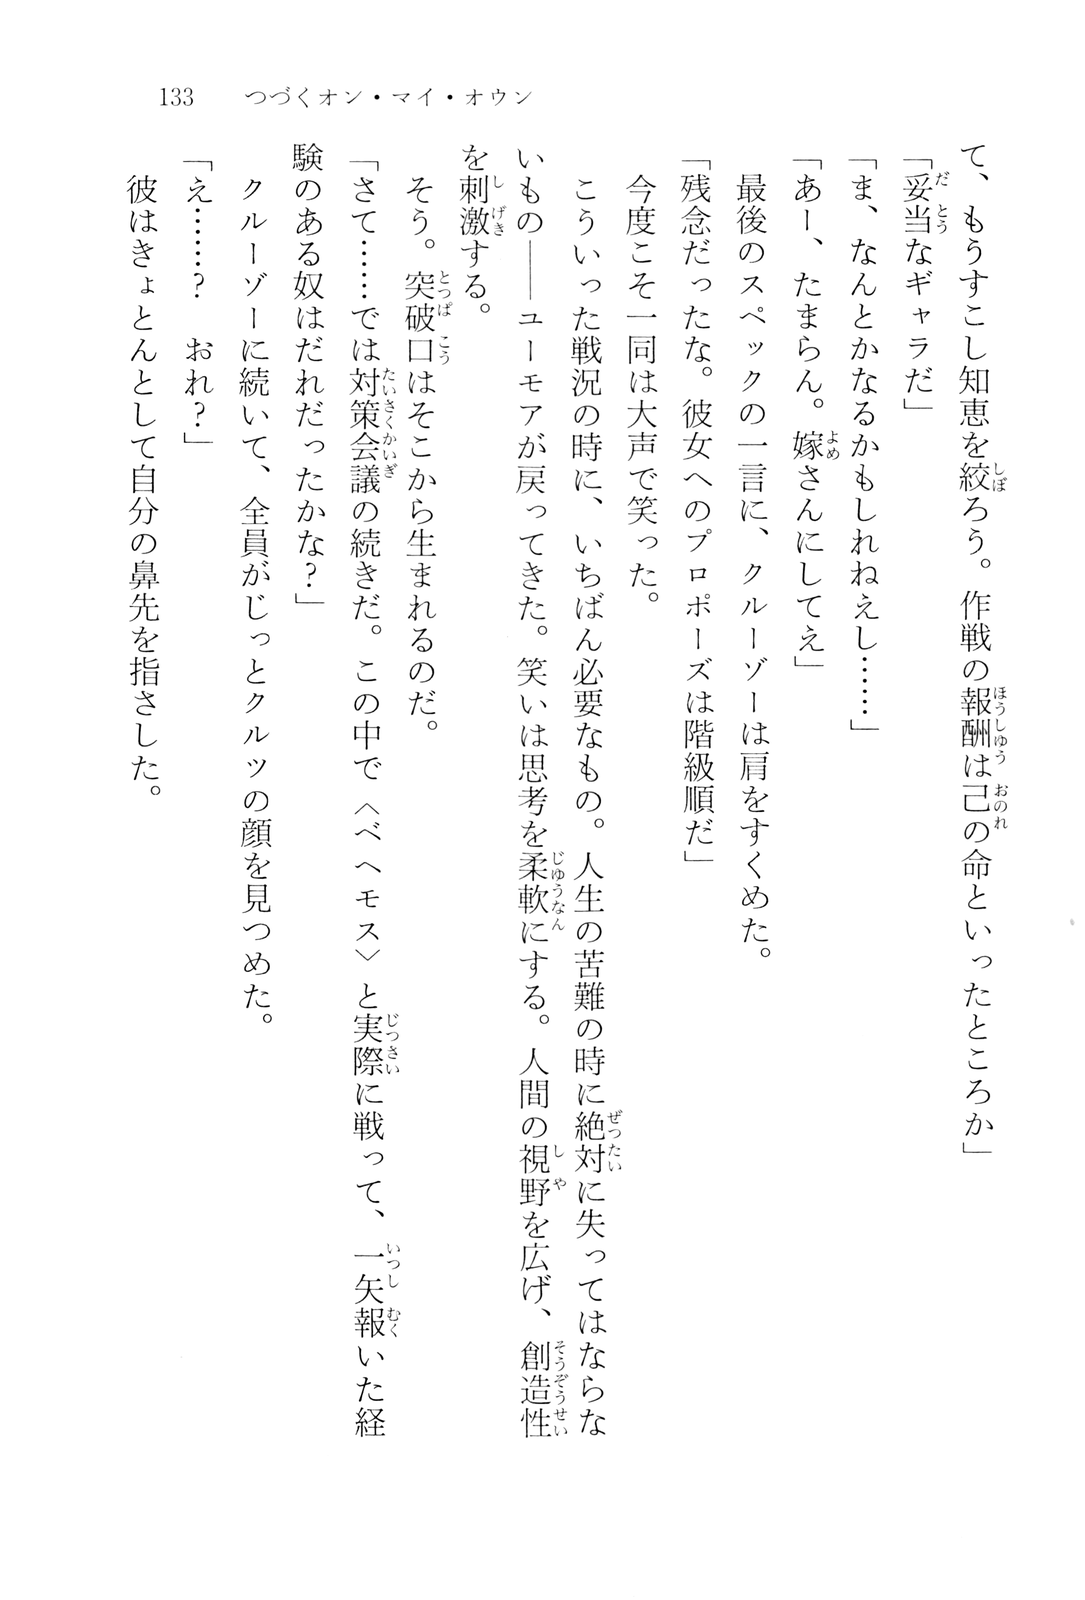 133　つづくオン・マイ・オウン
て、もうすこし知恵を絞ろう。作戦の報酬は己の命といったところか」
「妥当なギャラだ」
「ま、なんとかなるかもしれねえし……」
「あー、たまらん。嫁さんにしてえ」
　最後のスペックの一言に、クルーゾーは肩をすくめた。
「残念だったな。彼女へのプロポーズは階級順だ」
　今度こそ一同は大声で笑った。
　こういった戦況の時に、いちばん必要なもの。人生の苦難の時に絶対に失ってはならな
いもの――ユーモアが戻ってきた。笑いは思考を柔軟にする。人間の視野を広げ、創造性
を刺激する。
　そう。突破口はそこから生まれるのだ。
「さて……では対策会議の続きだ。この中で〈ベヘモス〉と実際に戦って、一矢報いた経
験のある奴はだれだったかな？」
　クルーゾーに続いて、全員がじっとクルツの顔を見つめた。
「え……？　おれ？」
　彼はきょとんとして自分の鼻先を指さした。